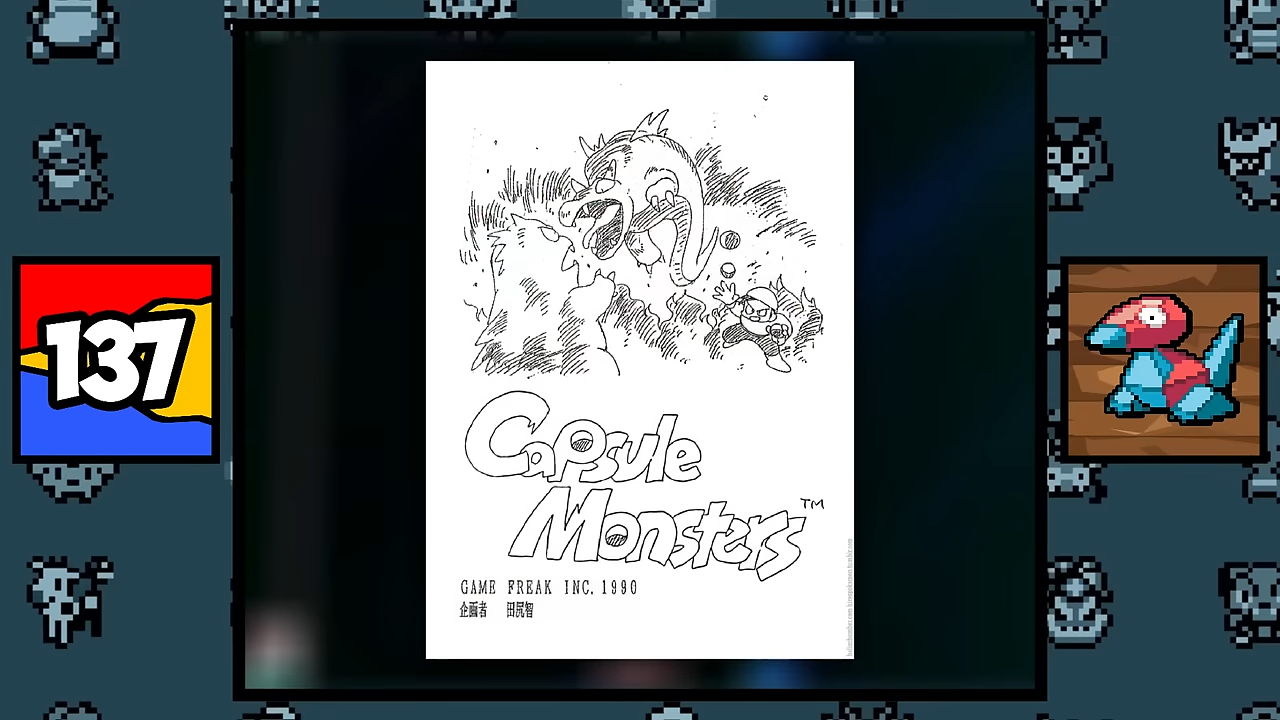 137
Capsule
Monsters™
GAME FREAK INC. 1990
企画者 田尻智